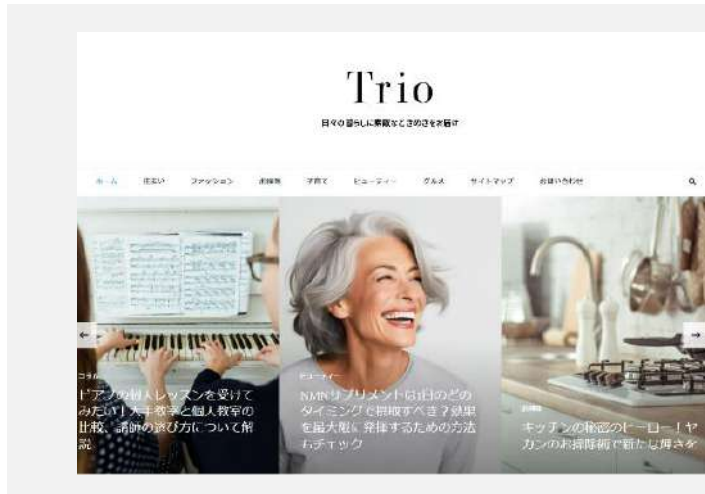 Trio
日々の暮らしに素敵なときめきをお届け
ホーム 住まい ファッション お掃除 子育て ビューティー グルメ サイトマップ お問い合わせ
コラム
ピアノの個人レッスンを受けて
みたい！大手教室と個人教室の
比較、講師の選び方について解
説
ビューティー
NMNサプリメントは1日のどの
タイミングで摂取すべき？効果
を最大限に発揮するための方法
もチェック
お掃除
キッチンの秘密のヒーロー！ヤ
カンのお掃除術で新たな輝きを